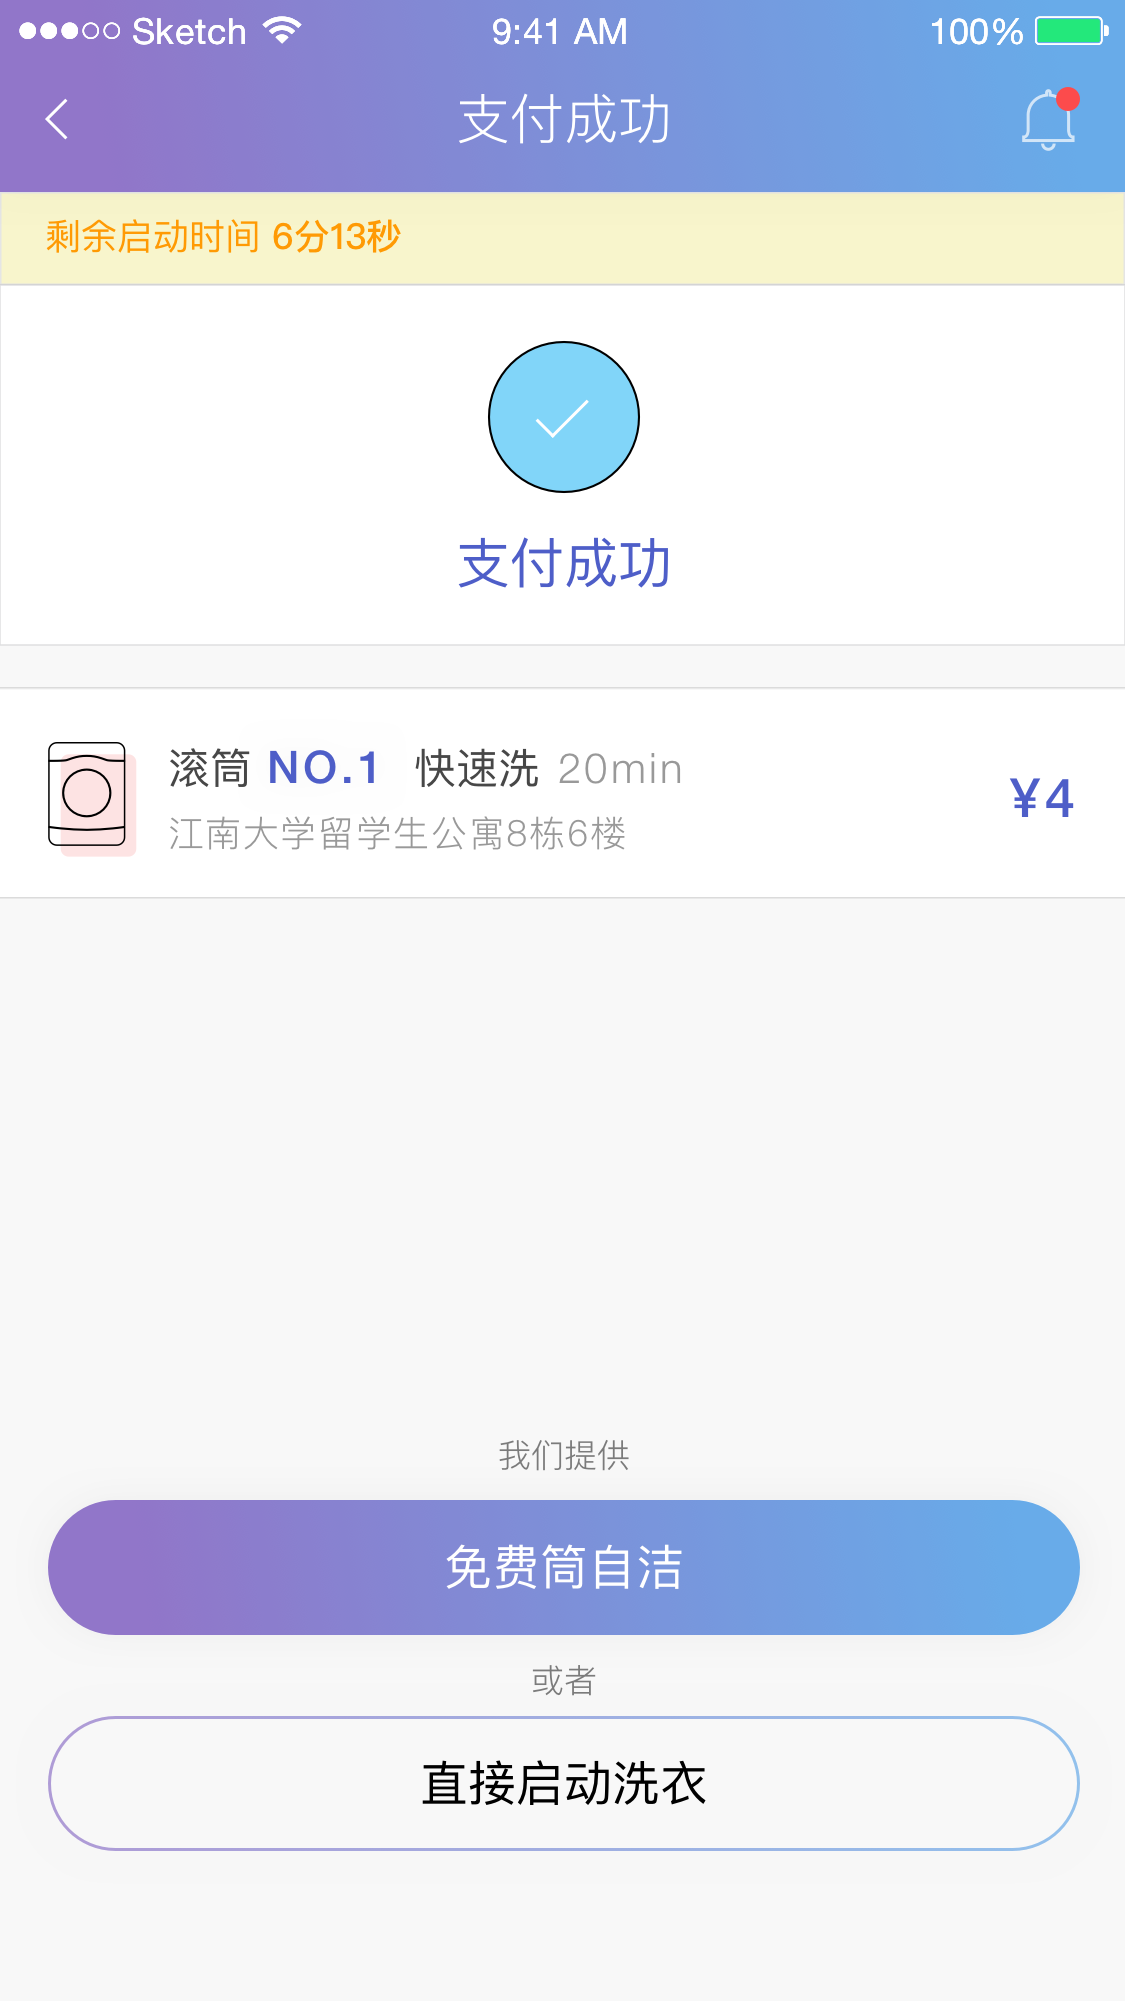 Sketch 9:41 AM 100%
支付成功
剩余启动时间 6分13秒
支付成功
滚筒 NO.1 快速洗 20min
¥4
江南大学留学生公寓8栋6楼
我们提供
免费筒自洁
或者
直接启动洗衣